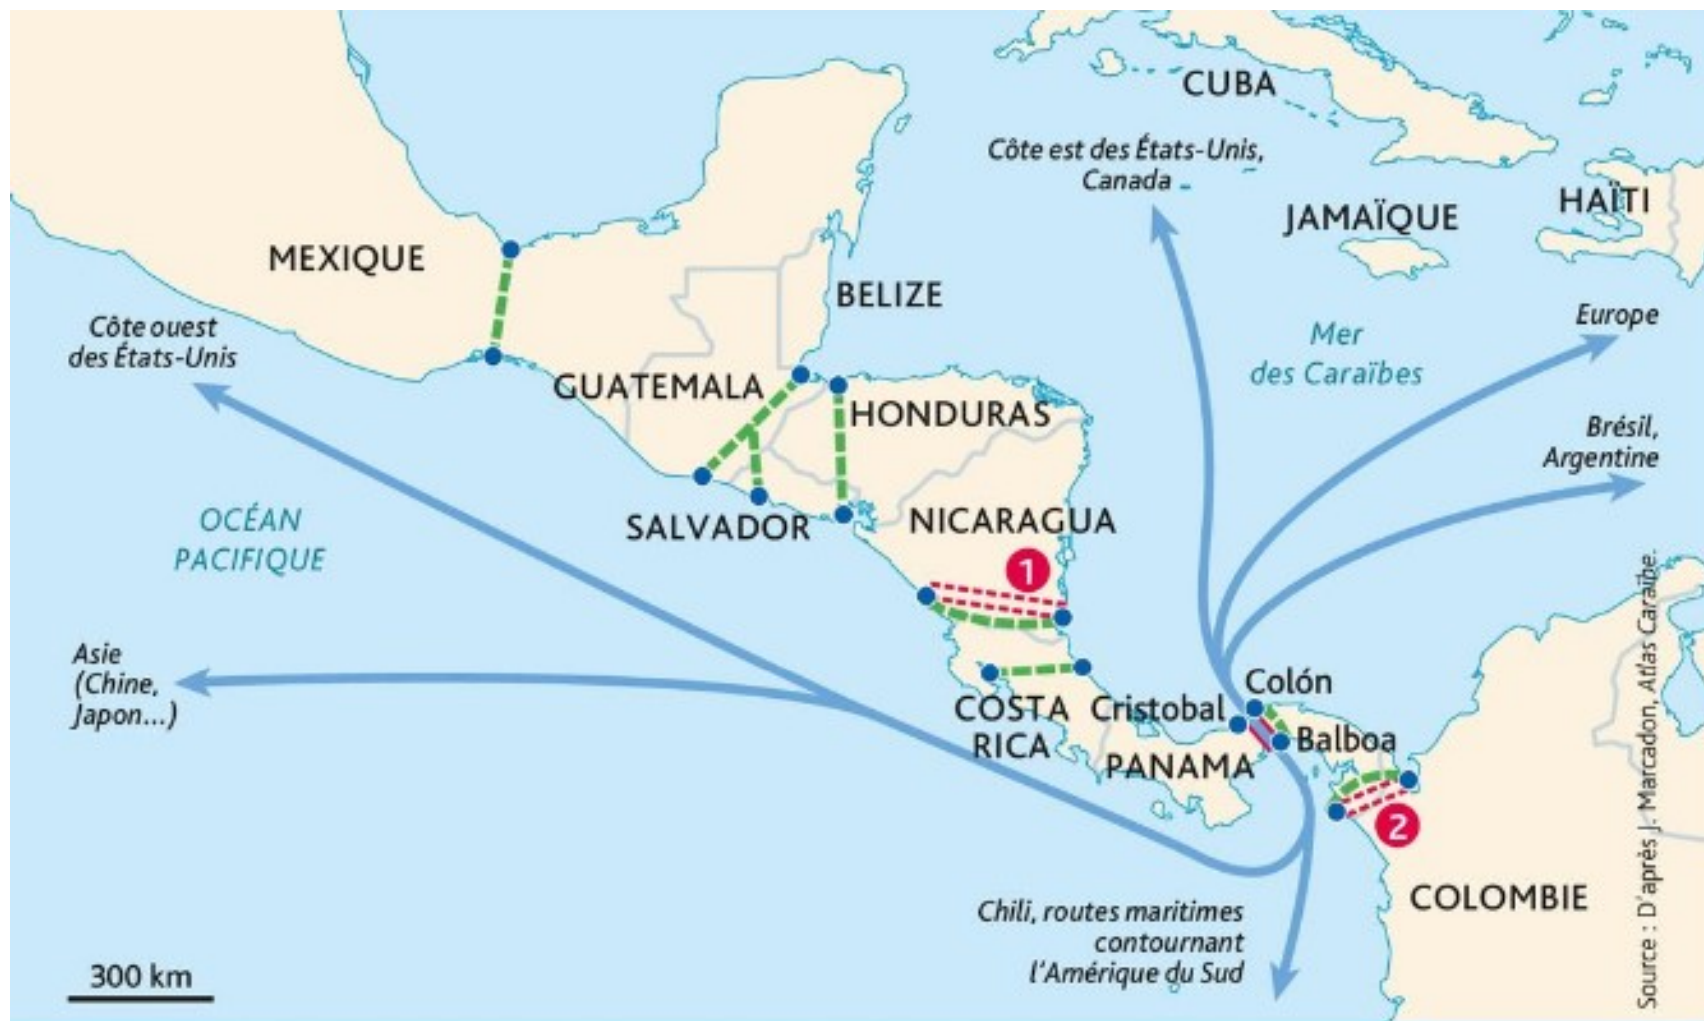 CUBA
Côte est des États-Unis,
Canada
HAÏTI
JAMAÏQUE
MEXIQUE
BELIZE
Côte ouest
des États-Unis
Europe
Mer
des Caraïbes
GUATEMALA
HONDURAS
Brésil,
Argentine
OCÉAN
PACIFIQUE
SALVADOR
NICARAGUA
1
Asie
(Chine,
Japon...)
Colón
COSTA
RICA
Cristobal
Balboa
PANAMA
2
COLOMBIE
Chili, routes maritimes
contournant
l'Amérique du Sud
300 km
Source : D'après J. Marcadon, Atlas Caraïbe.